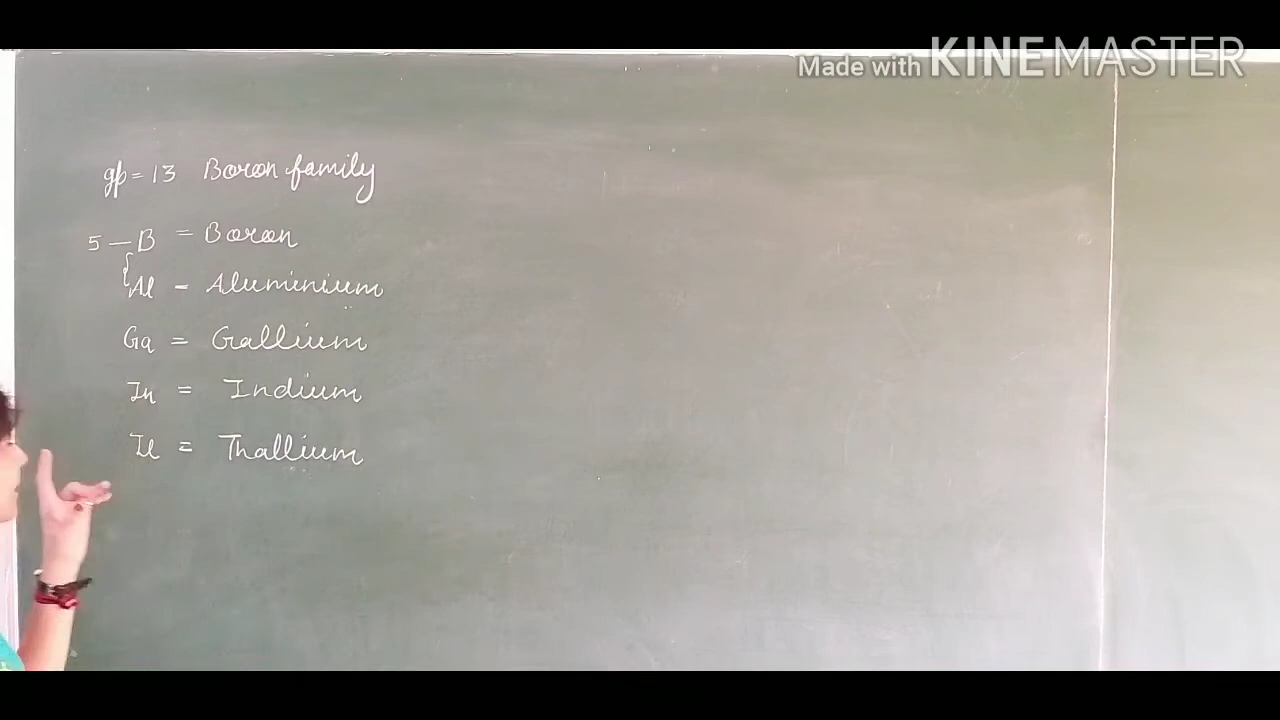 Made with KINEMASTER
gp = 13 Boron family
5 — B = Boron
Al = Aluminium
Ga = Gallium
In = Indium
Tl = Thallium